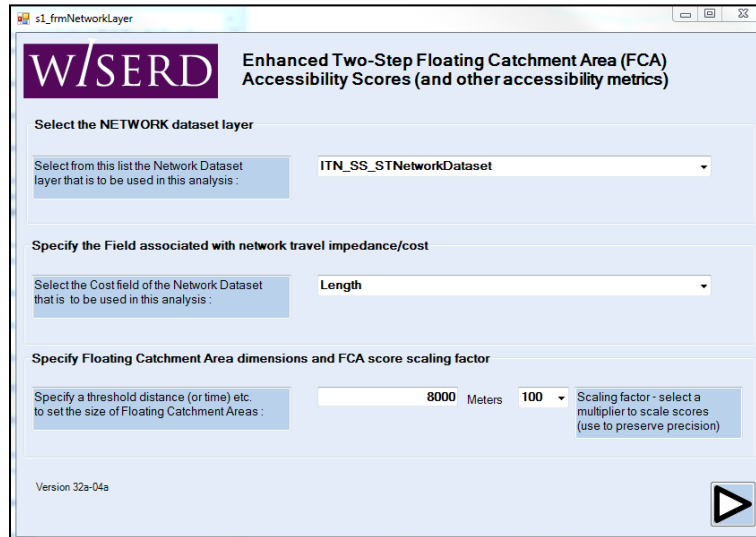 s1_frmNetworkLayer
WISERD
Enhanced Two-Step Floating Catchment Area (FCA)
Accessibility Scores (and other accessibility metrics)
Select the NETWORK dataset layer
Select from this list the Network Dataset
layer that is to be used in this analysis :
ITN_SS_STNetworkDataset
Specify the Field associated with network travel impedance/cost
Select the Cost field of the Network Dataset
that is to be used in this analysis :
Length
Specify Floating Catchment Area dimensions and FCA score scaling factor
Specify a threshold distance (or time) etc.
to set the size of Floating Catchment Areas :
8000 Meters 100
Scaling factor - select a
multiplier to scale scores
(use to preserve precision)
Version 32a-04a